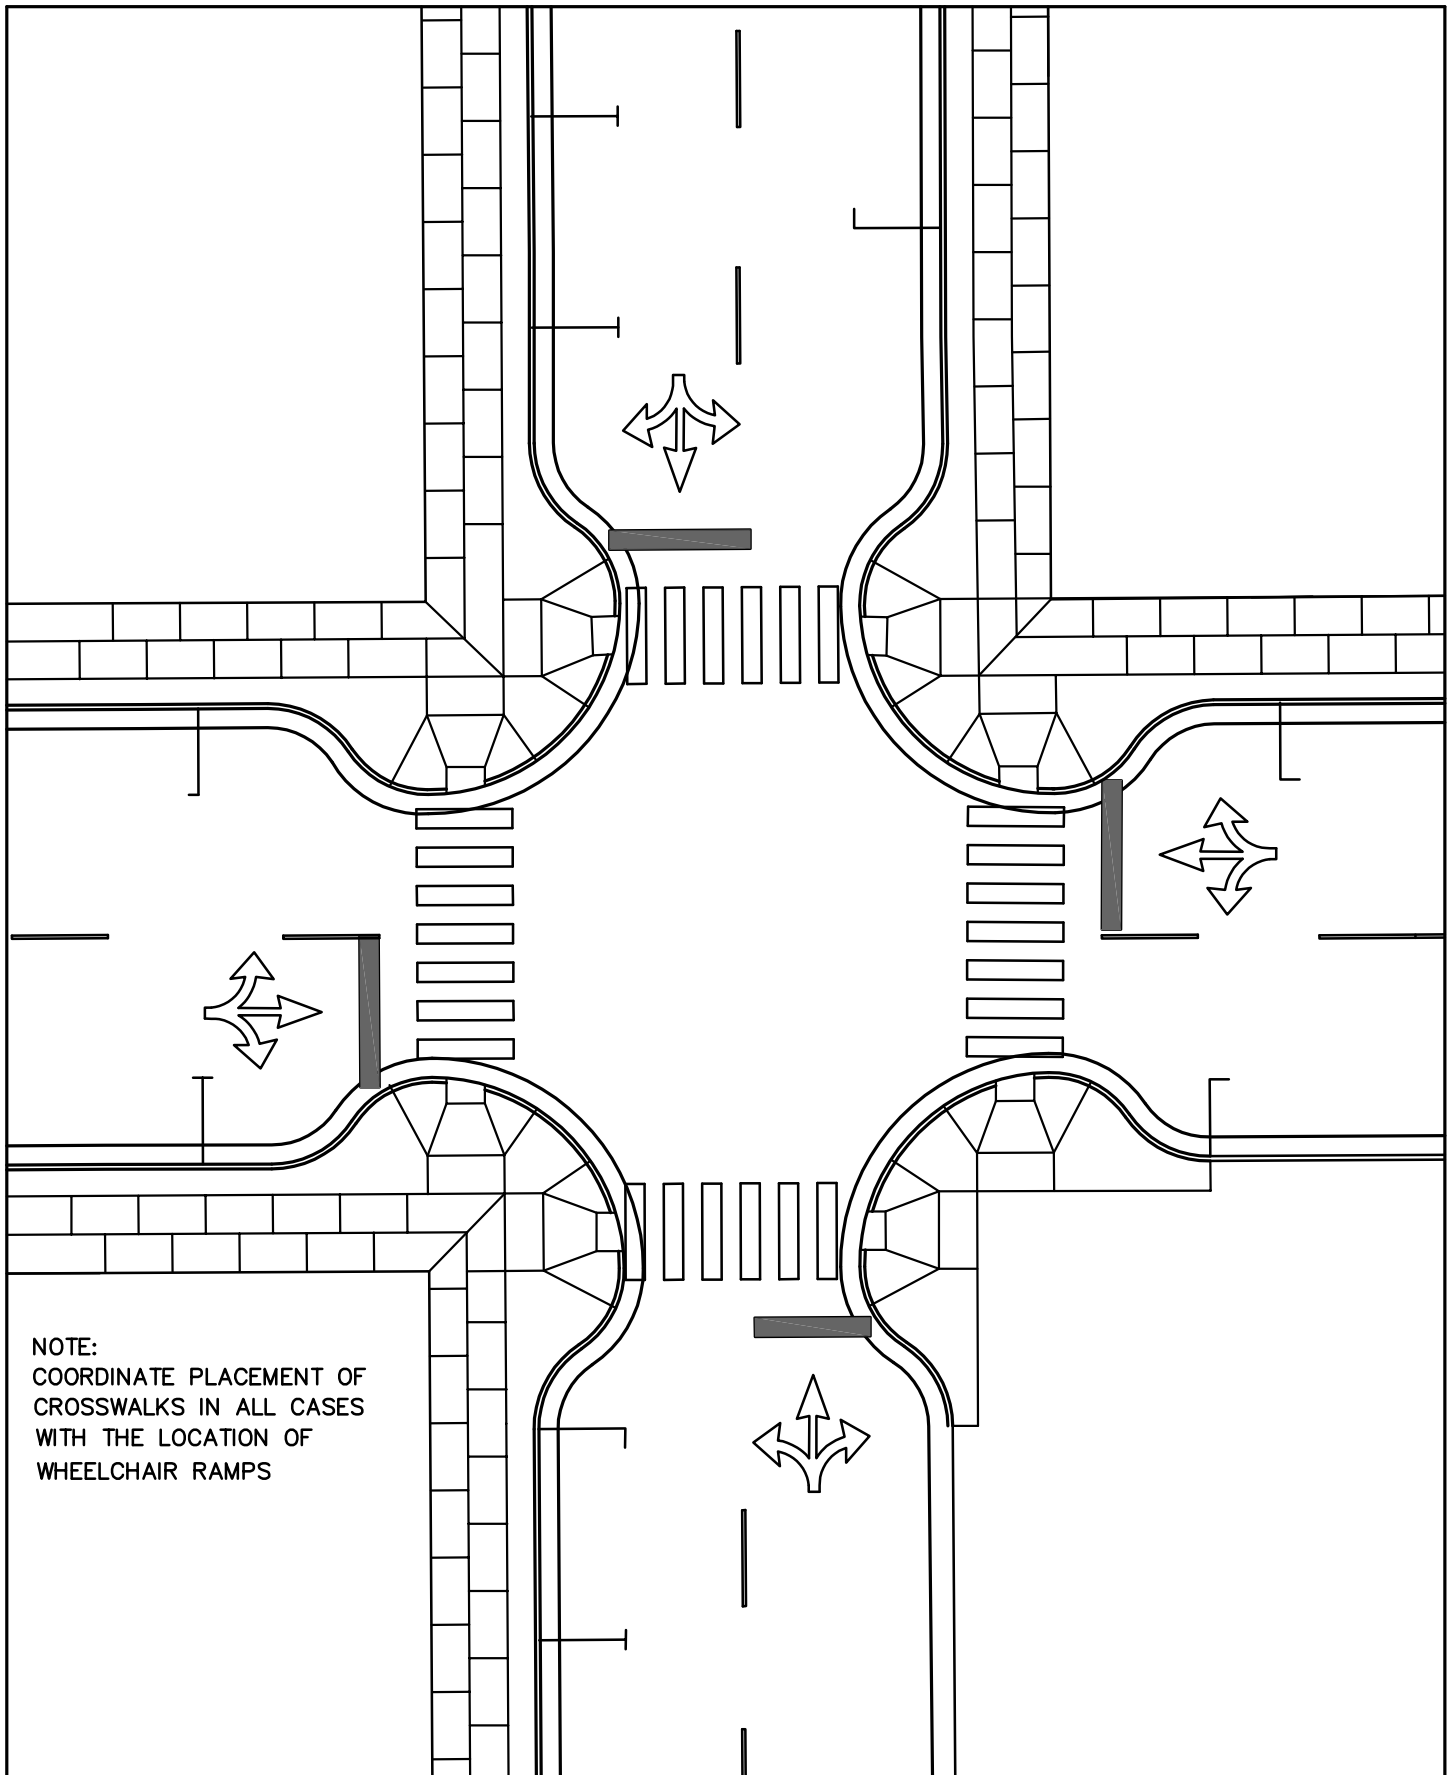 NOTE:
COORDINATE PLACEMENT OF
CROSSWALKS IN ALL CASES
WITH THE LOCATION OF
WHEELCHAIR RAMPS